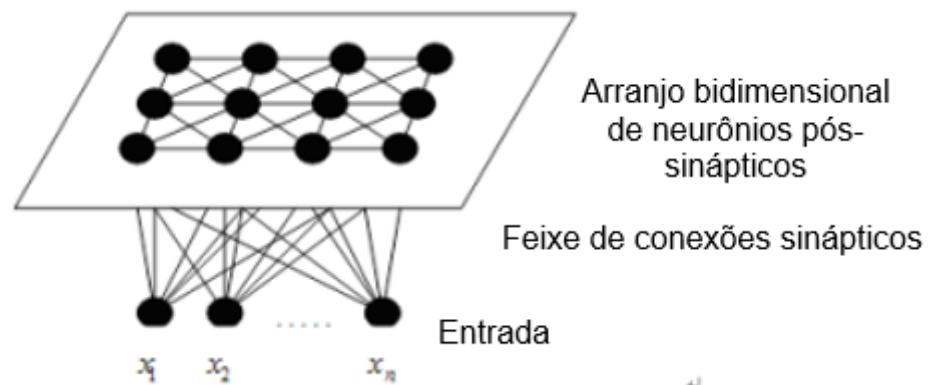 Arranjo bidimensional
de neurônios pós-
sinápticos
Feixe de conexões sinápticos
Entrada
x₁ x₂ ..... xₙ